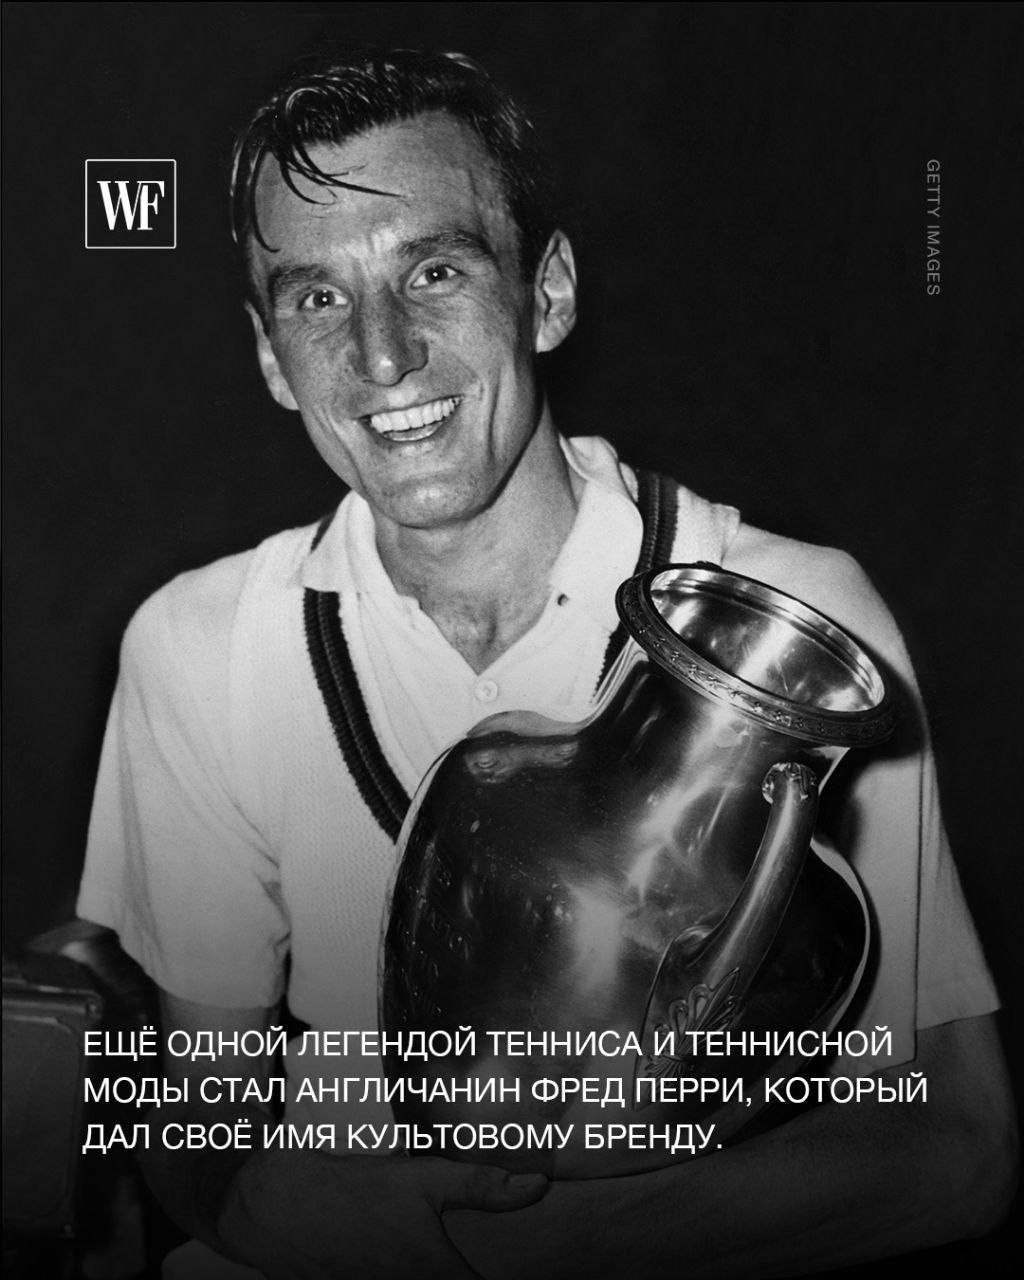 WF
GETTY IMAGES
ЕЩЁ ОДНОЙ ЛЕГЕНДОЙ ТЕННИСА И ТЕННИСНОЙ
МОДЫ СТАЛ АНГЛИЧАНИН ФРЕД ПЕРРИ, КОТОРЫЙ
ДАЛ СВОЁ ИМЯ КУЛЬТОВОМУ БРЕНДУ.